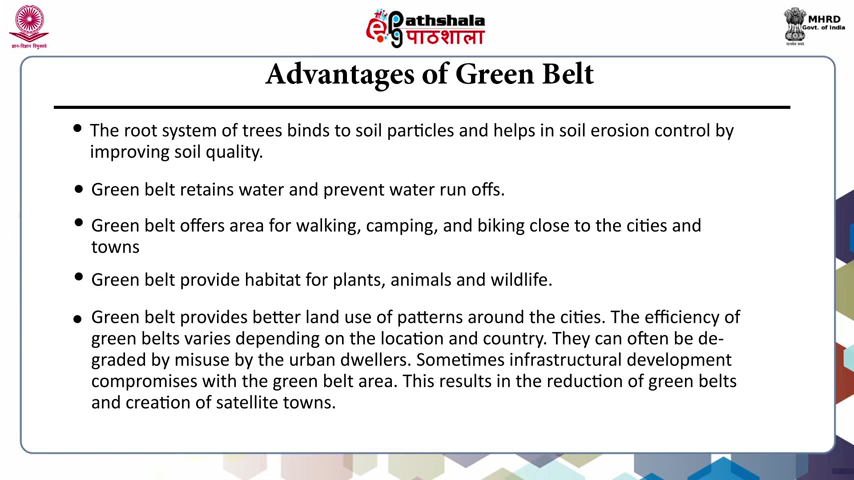 ePathshala
पाठशाला
MHRD
Govt. of India
ज्ञान-विज्ञान विमुक्तये
Advantages of Green Belt
• The root system of trees binds to soil particles and helps in soil erosion control by
improving soil quality.
• Green belt retains water and prevent water run offs.
• Green belt offers area for walking, camping, and biking close to the cities and
towns
• Green belt provide habitat for plants, animals and wildlife.
• Green belt provides better land use of patterns around the cities. The efficiency of
green belts varies depending on the location and country. They can often be de-
graded by misuse by the urban dwellers. Sometimes infrastructural development
compromises with the green belt area. This results in the reduction of green belts
and creation of satellite towns.